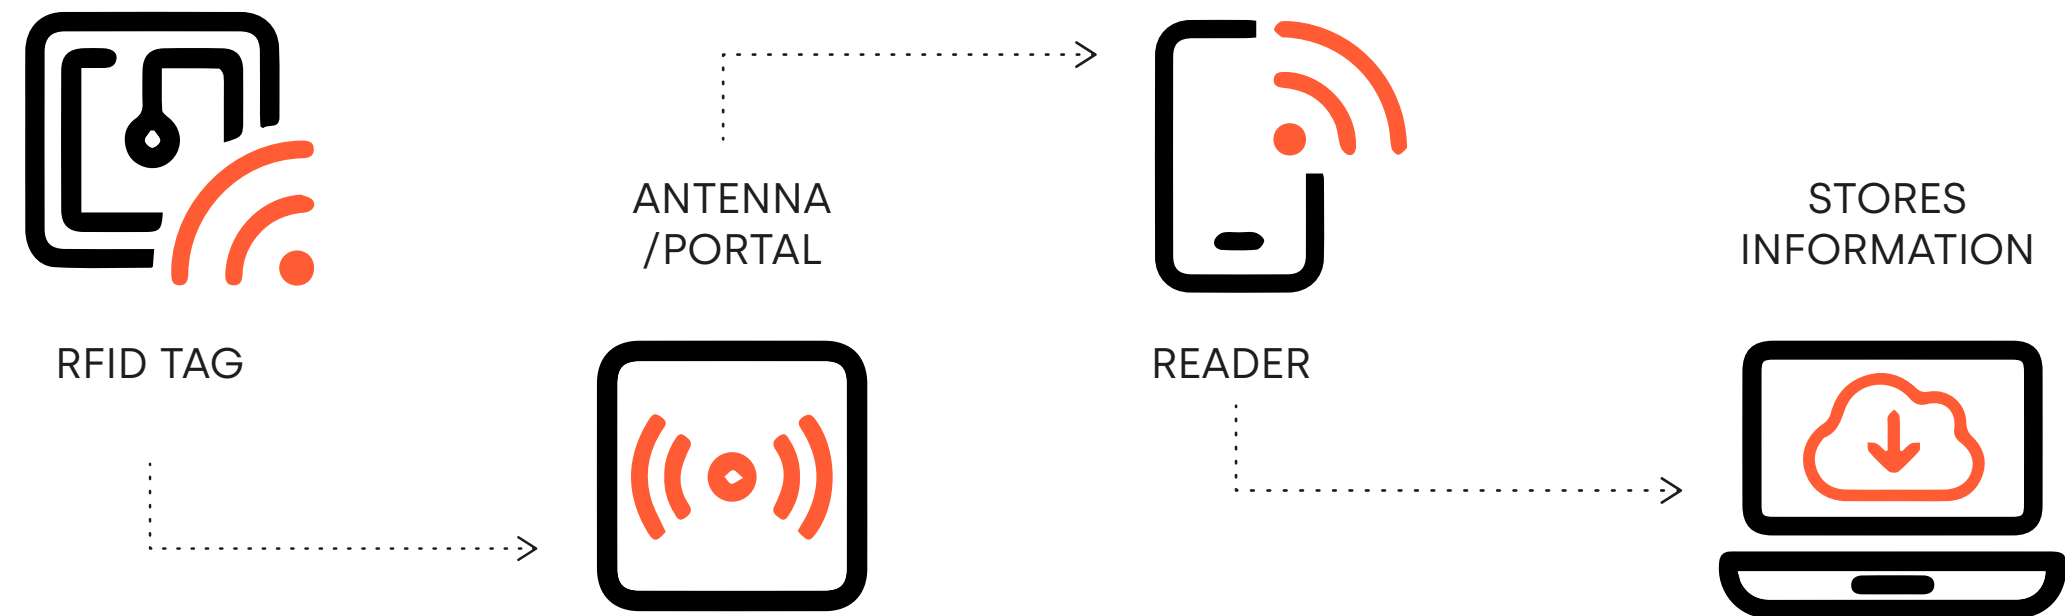 RFID TAG
ANTENNA
/PORTAL
READER
STORES
INFORMATION